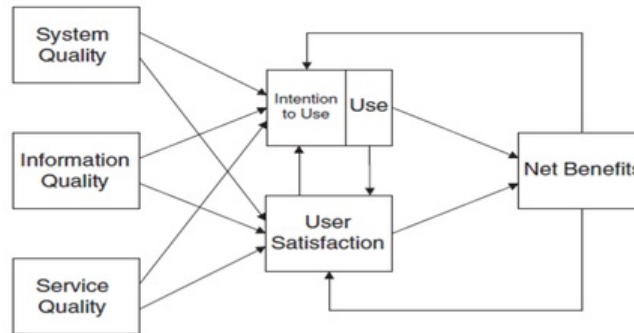 System
Quality
Information
Quality
Service
Quality
Intention
to Use
Use
User
Satisfaction
Net Benefits